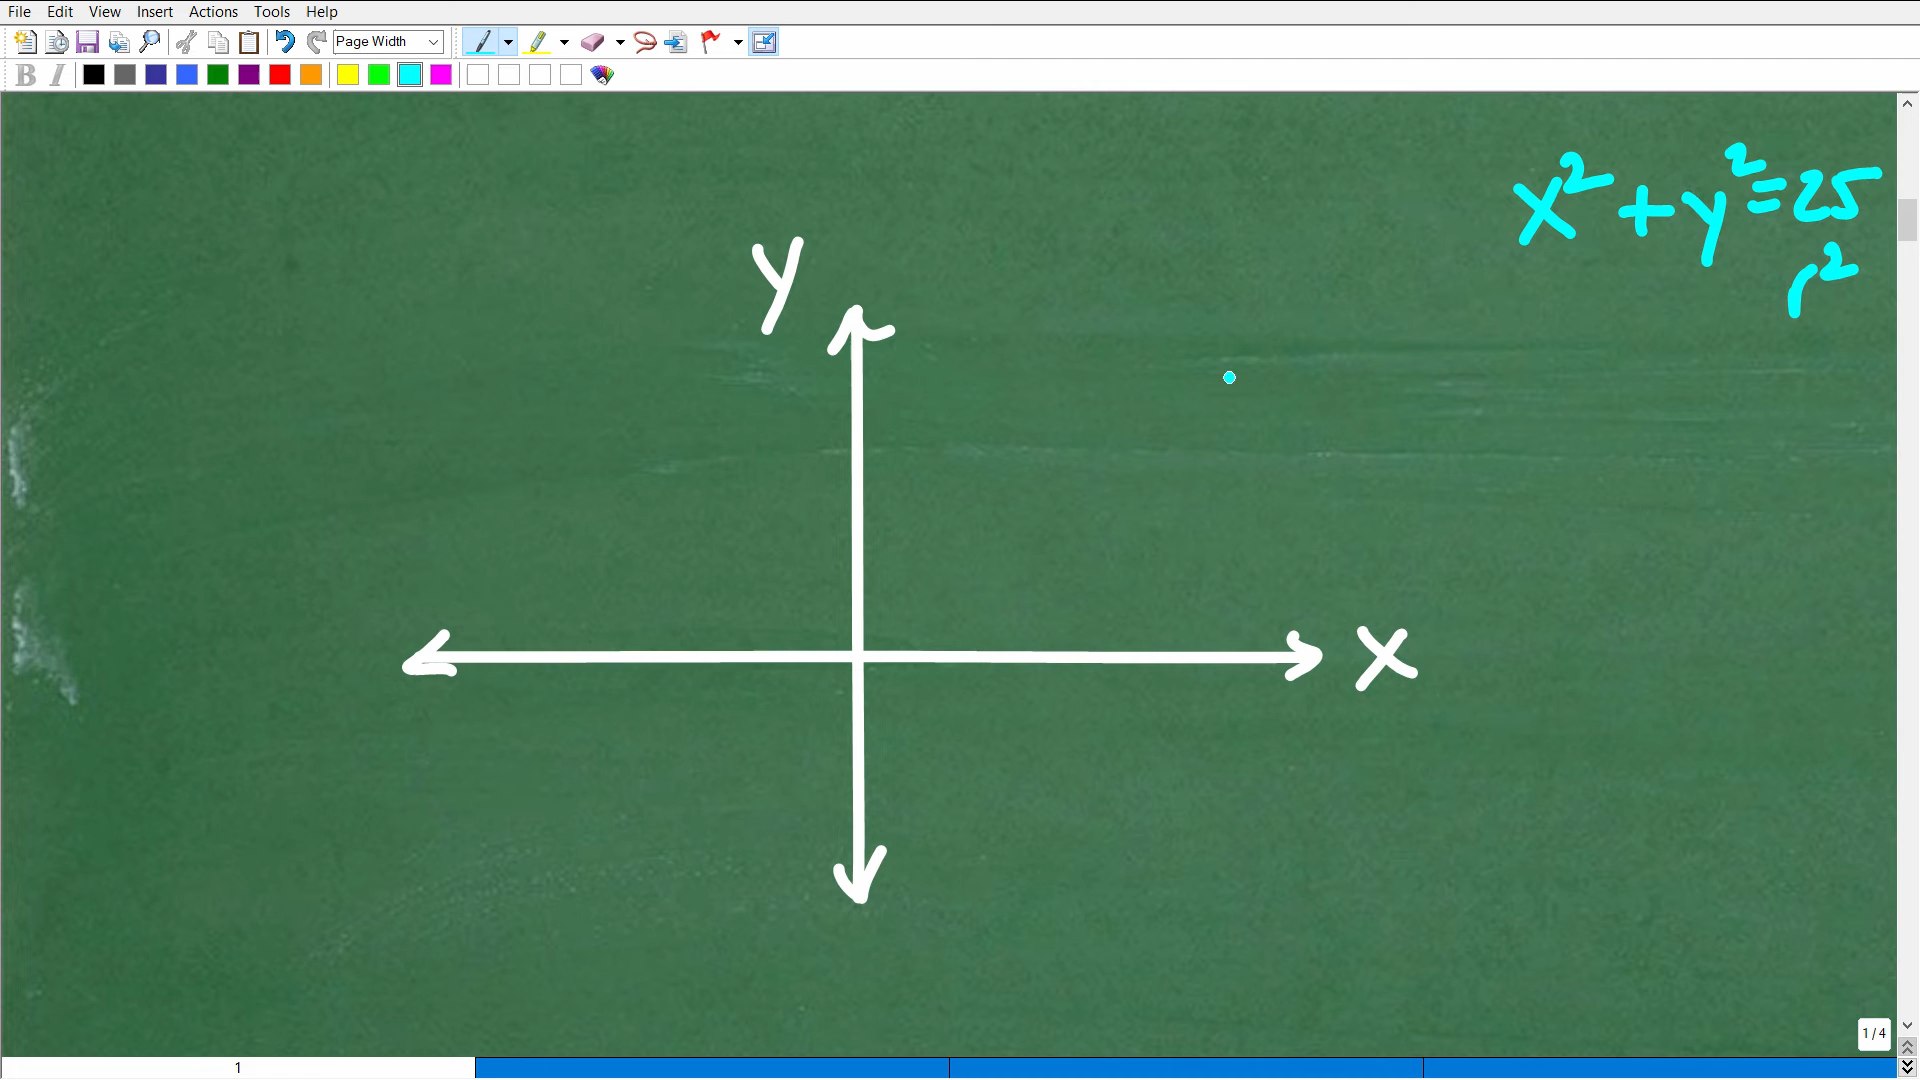 File Edit View Insert Actions Tools Help
Page Width
B I
x² + y² = 25
r²
y
x
1 / 4
1